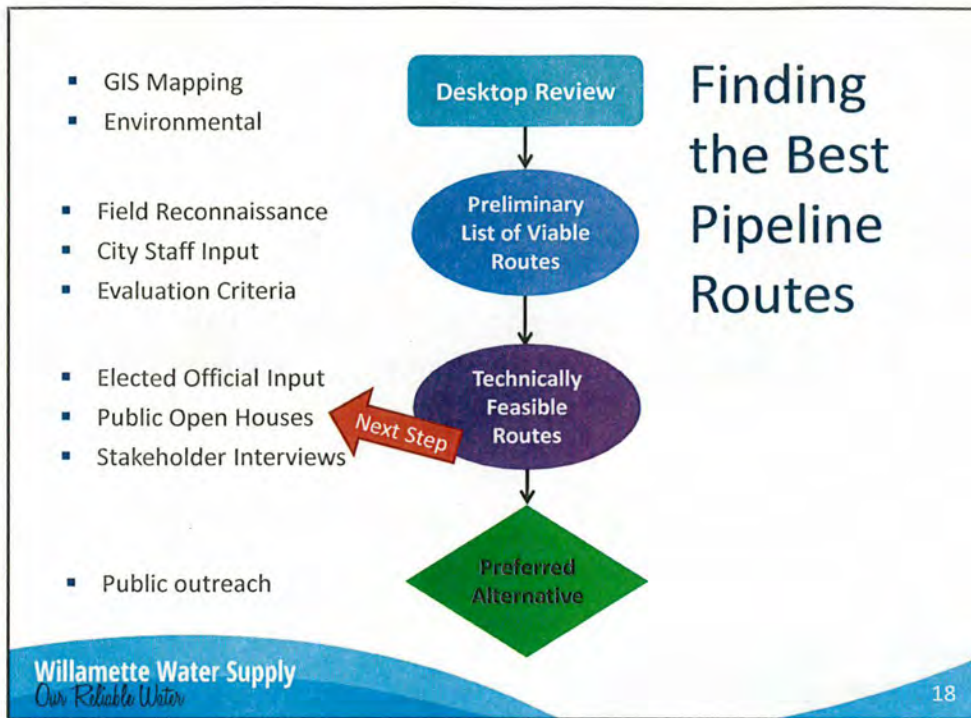 Finding
the Best
Pipeline
Routes
▪ GIS Mapping
▪ Environmental
Desktop Review
▪ Field Reconnaissance
▪ City Staff Input
▪ Evaluation Criteria
Preliminary
List of Viable
Routes
▪ Elected Official Input
▪ Public Open Houses
▪ Stakeholder Interviews
Next Step
Technically
Feasible
Routes
▪ Public outreach
Preferred
Alternative
Willamette Water Supply
Our Reliable Water
18